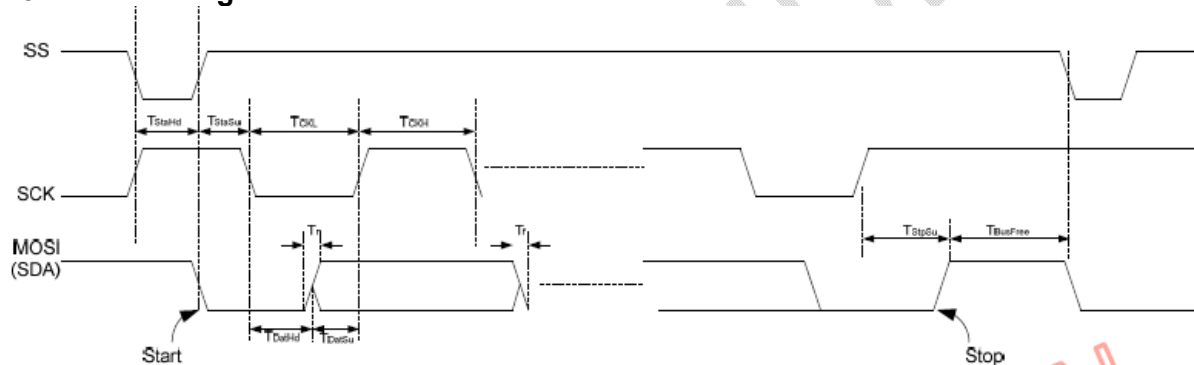 SS
TStaHd TStaSu TCKL TCKH
SCK
Tr Tf
MOSI
(SDA)
TStpSu TBusFree
TDatHd TDatSu
Start Stop